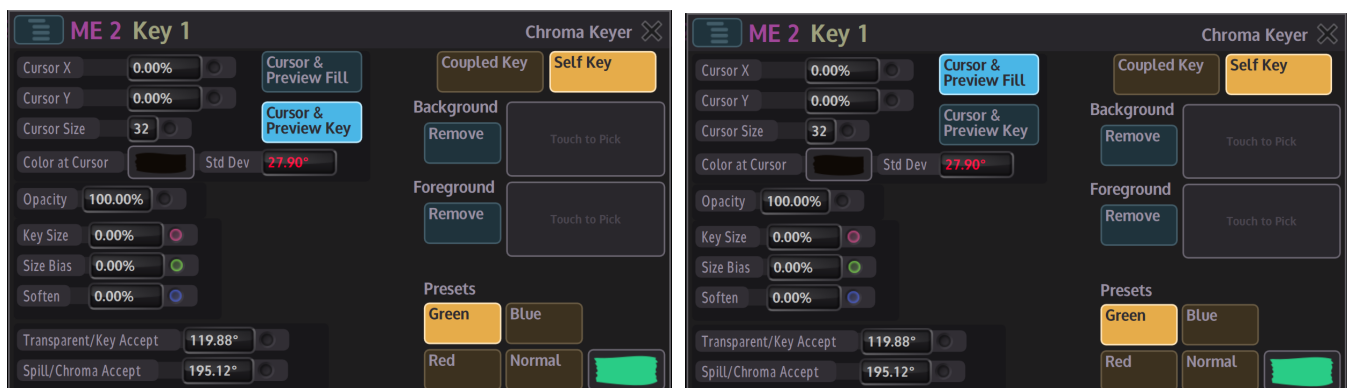 ME 2 Key 1
Chroma Keyer
Cursor X 0.00%
Cursor &
Preview Fill
Coupled Key
Self Key
Cursor Y 0.00%
Cursor &
Preview Key
Background
Remove
Touch to Pick
Cursor Size 32
Color at Cursor
Std Dev 27.90°
Foreground
Remove
Touch to Pick
Opacity 100.00%
Key Size 0.00%
Size Bias 0.00%
Soften 0.00%
Presets
Green
Blue
Transparent/Key Accept 119.88°
Red
Normal
Spill/Chroma Accept 195.12°
ME 2 Key 1
Chroma Keyer
Cursor X 0.00%
Cursor &
Preview Fill
Coupled Key
Self Key
Cursor Y 0.00%
Cursor &
Preview Key
Background
Remove
Touch to Pick
Cursor Size 32
Color at Cursor
Std Dev 27.90°
Foreground
Remove
Touch to Pick
Opacity 100.00%
Key Size 0.00%
Size Bias 0.00%
Soften 0.00%
Presets
Green
Blue
Transparent/Key Accept 119.88°
Red
Normal
Spill/Chroma Accept 195.12°